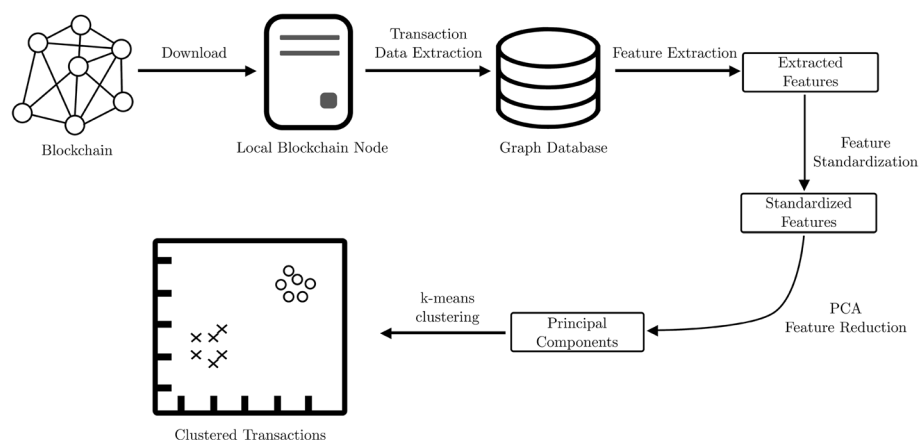 Download
Transaction
Data Extraction
Feature Extraction
Extracted
Features
Blockchain
Local Blockchain Node
Graph Database
Feature
Standardization
Standardized
Features
PCA
Feature Reduction
Principal
Components
k-means
clustering
Clustered Transactions